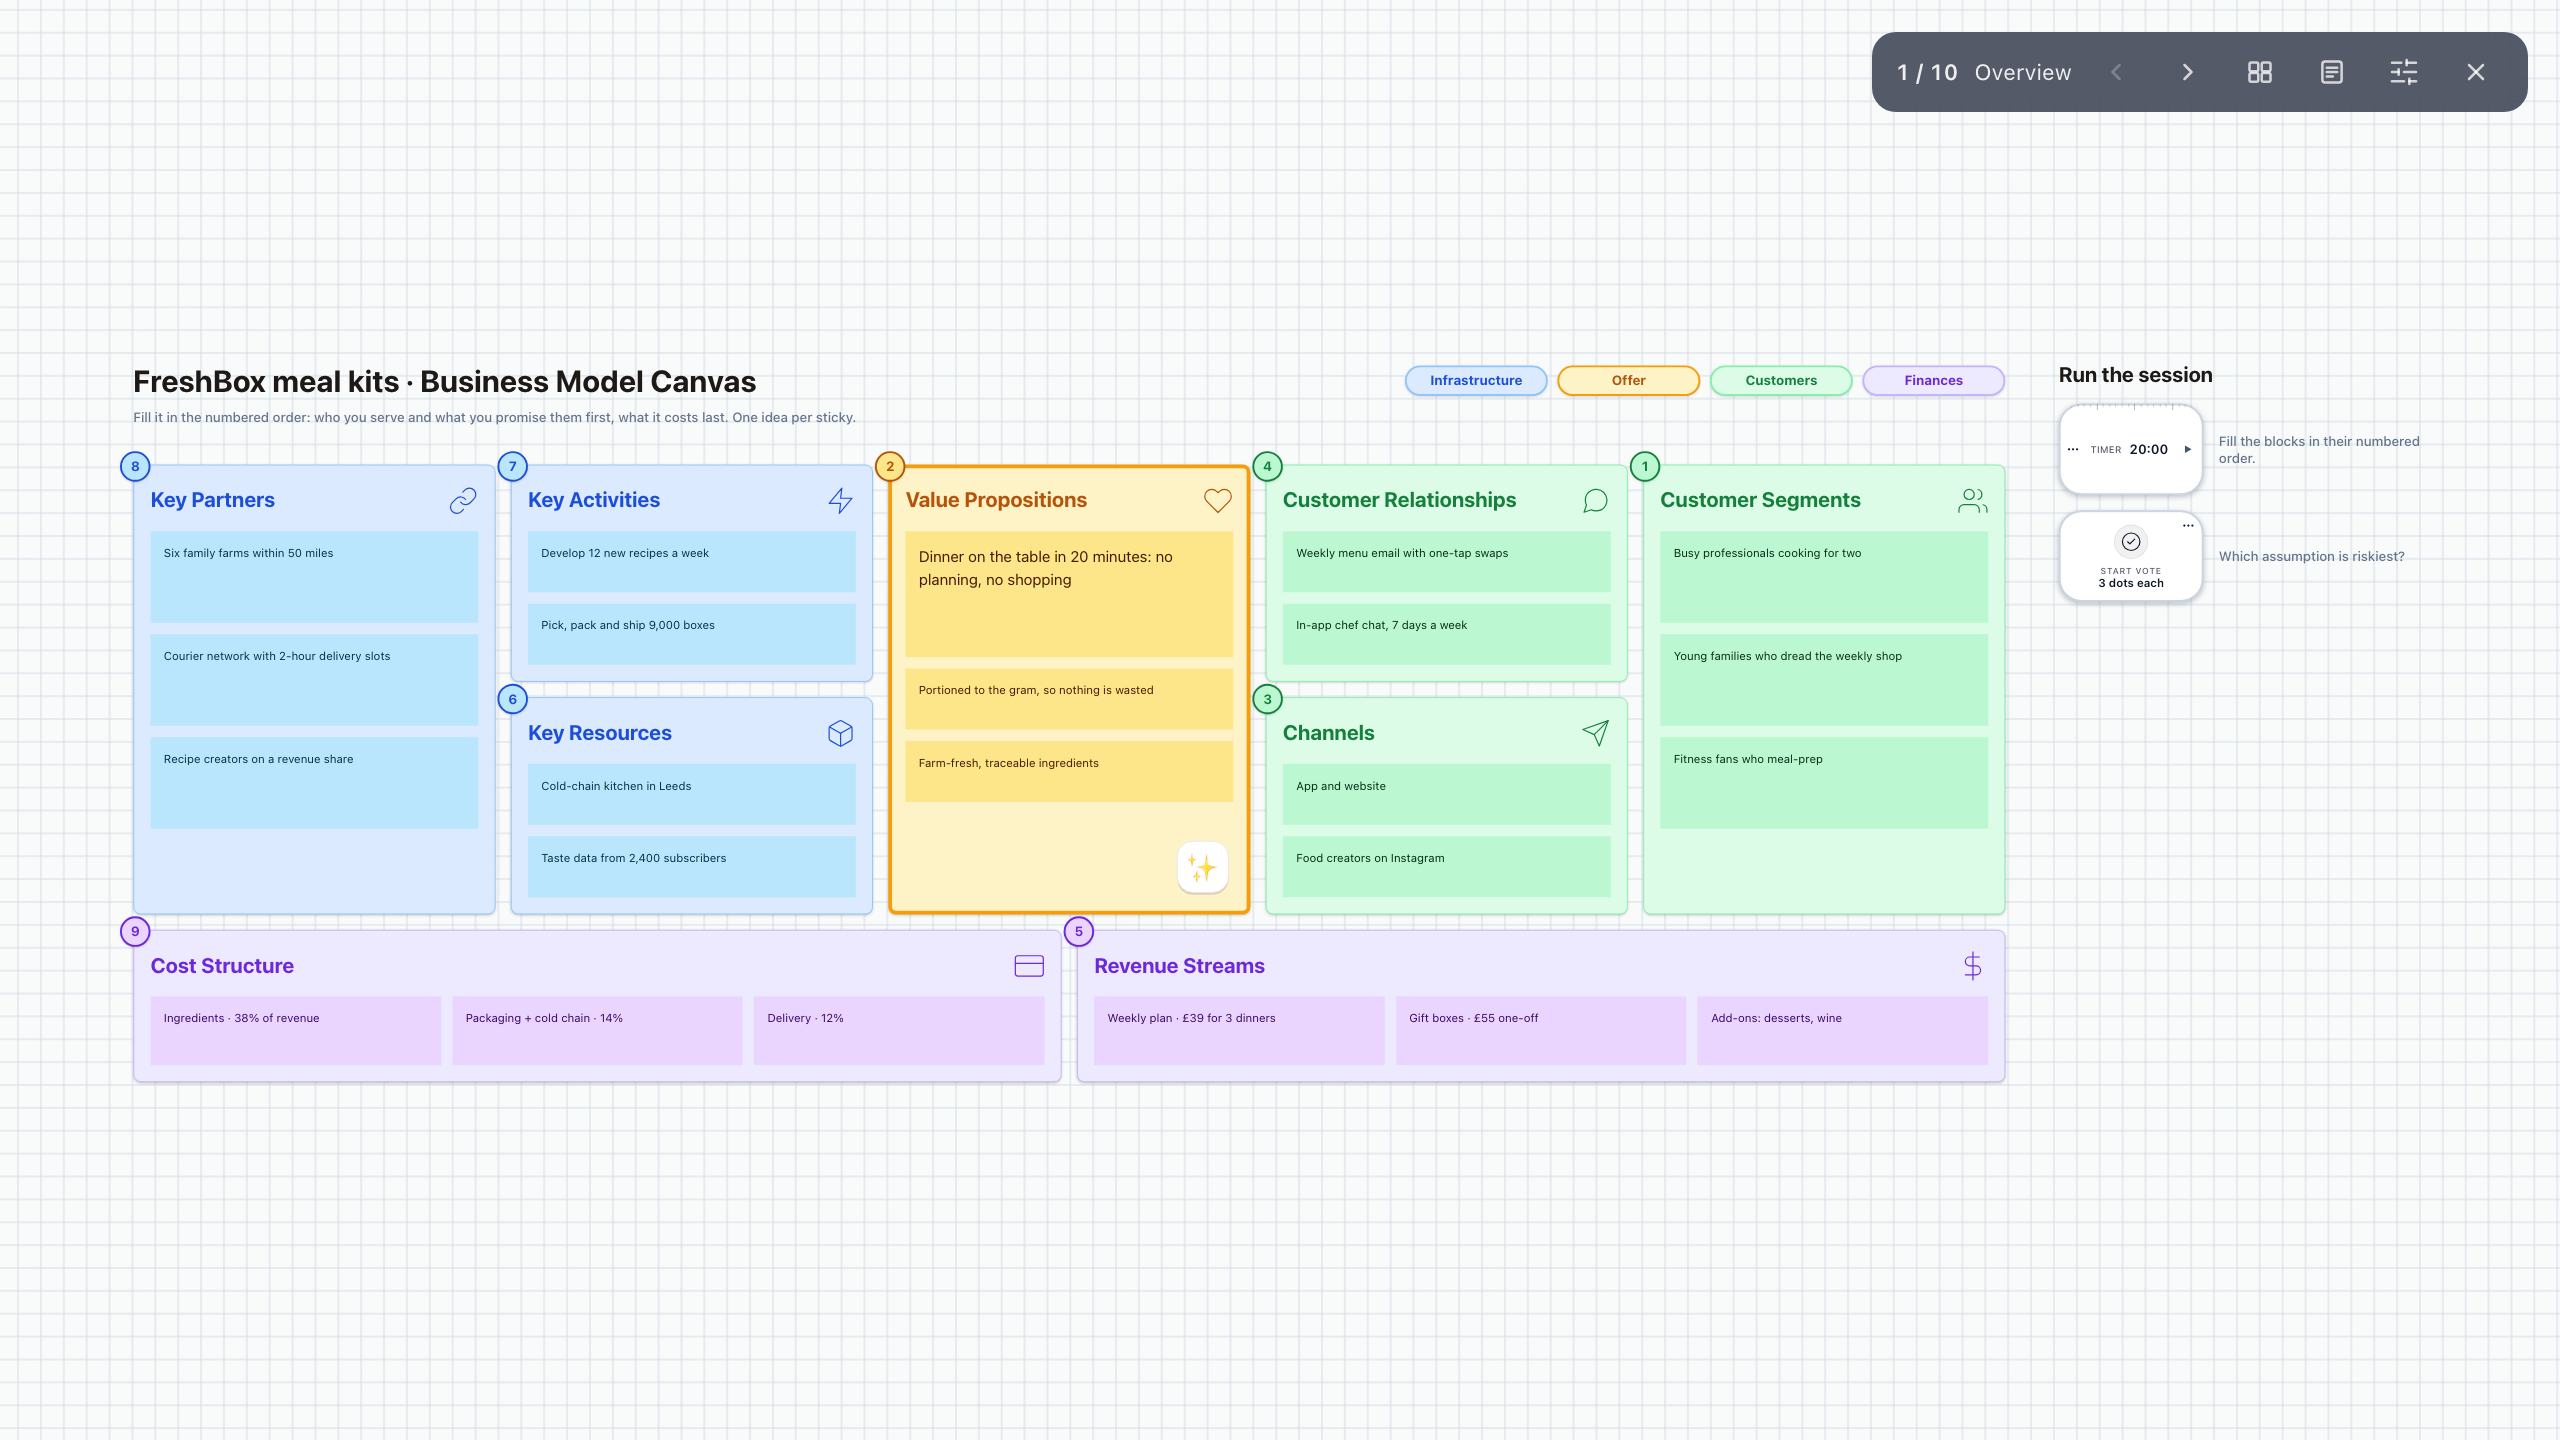 1 / 10 Overview
FreshBox meal kits · Business Model Canvas
Fill it in the numbered order: who you serve and what you promise them first, what it costs last. One idea per sticky.
Infrastructure
Offer
Customers
Finances
8
Key Partners
Six family farms within 50 miles
Courier network with 2-hour delivery slots
Recipe creators on a revenue share
7
Key Activities
Develop 12 new recipes a week
Pick, pack and ship 9,000 boxes
6
Key Resources
Cold-chain kitchen in Leeds
Taste data from 2,400 subscribers
2
Value Propositions
Dinner on the table in 20 minutes: no
planning, no shopping
Portioned to the gram, so nothing is wasted
Farm-fresh, traceable ingredients
4
Customer Relationships
Weekly menu email with one-tap swaps
In-app chef chat, 7 days a week
3
Channels
App and website
Food creators on Instagram
1
Customer Segments
Busy professionals cooking for two
Young families who dread the weekly shop
Fitness fans who meal-prep
9
Cost Structure
Ingredients · 38% of revenue
Packaging + cold chain · 14%
Delivery · 12%
5
Revenue Streams
Weekly plan · £39 for 3 dinners
Gift boxes · £55 one-off
Add-ons: desserts, wine
Run the session
TIMER 20:00
Fill the blocks in their numbered
order.
START VOTE
3 dots each
Which assumption is riskiest?